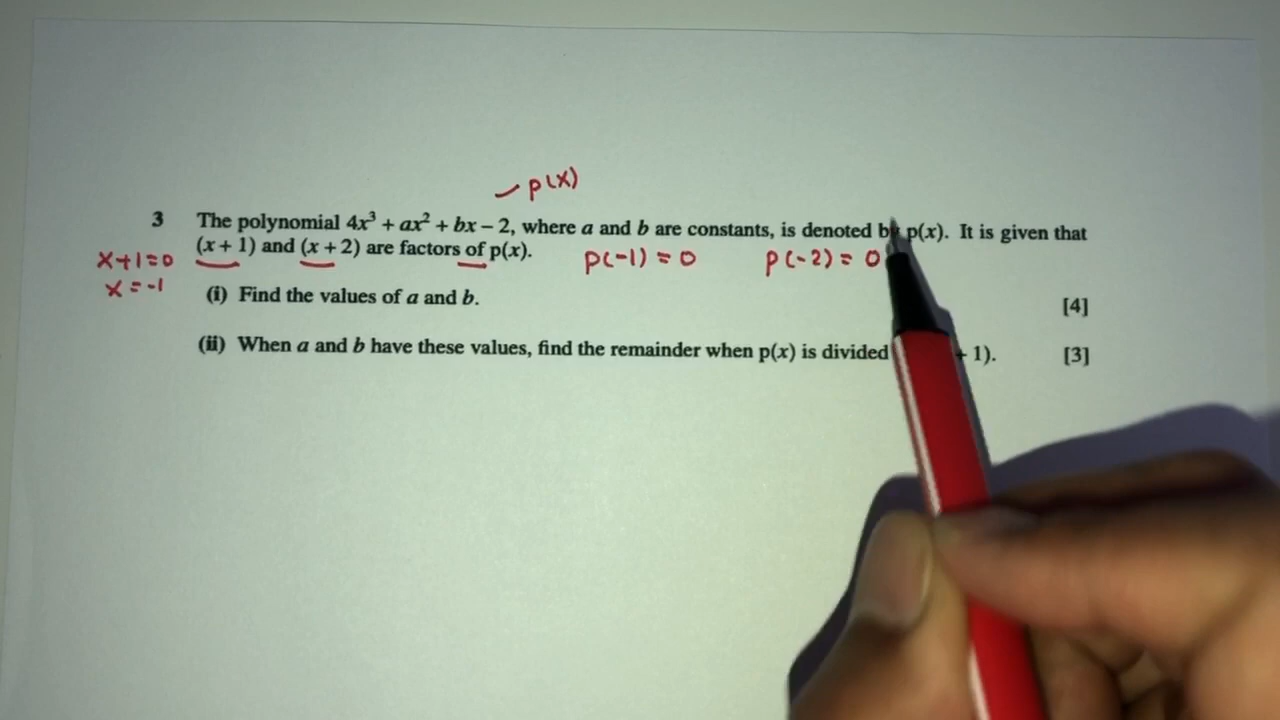 p(x)
3 The polynomial 4x³ + ax² + bx − 2, where a and b are constants, is denoted by p(x). It is given that
(x + 1) and (x + 2) are factors of p(x). p(-1) = 0 p(-2) = 0
x+1=0
x=-1
(i) Find the values of a and b. [4]
(ii) When a and b have these values, find the remainder when p(x) is divided + 1). [3]